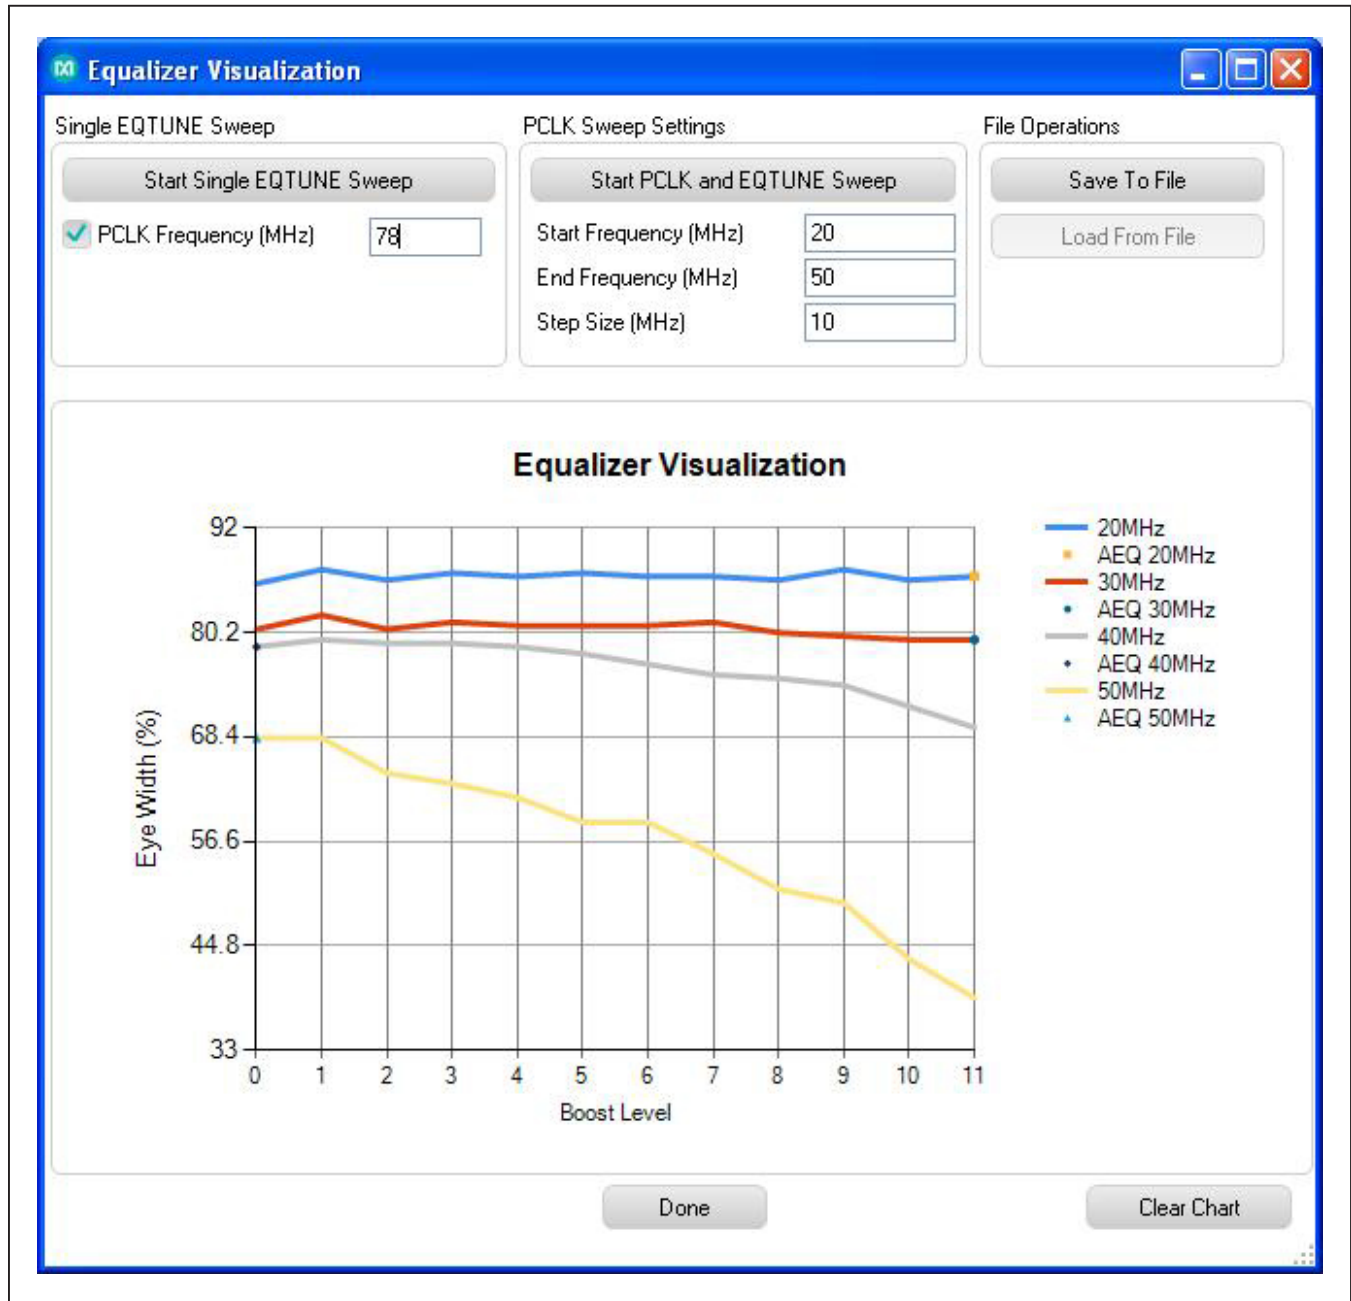 Equalizer Visualization
Single EQTUNE Sweep
Start Single EQTUNE Sweep
PCLK Frequency (MHz) 78
PCLK Sweep Settings
Start PCLK and EQTUNE Sweep
Start Frequency (MHz) 20
End Frequency (MHz) 50
Step Size (MHz) 10
File Operations
Save To File
Load From File
Equalizer Visualization
92
80.2
68.4
56.6
44.8
33
Eye Width (%)
0 1 2 3 4 5 6 7 8 9 10 11
Boost Level
20MHz
AEQ 20MHz
30MHz
AEQ 30MHz
40MHz
AEQ 40MHz
50MHz
AEQ 50MHz
Done
Clear Chart